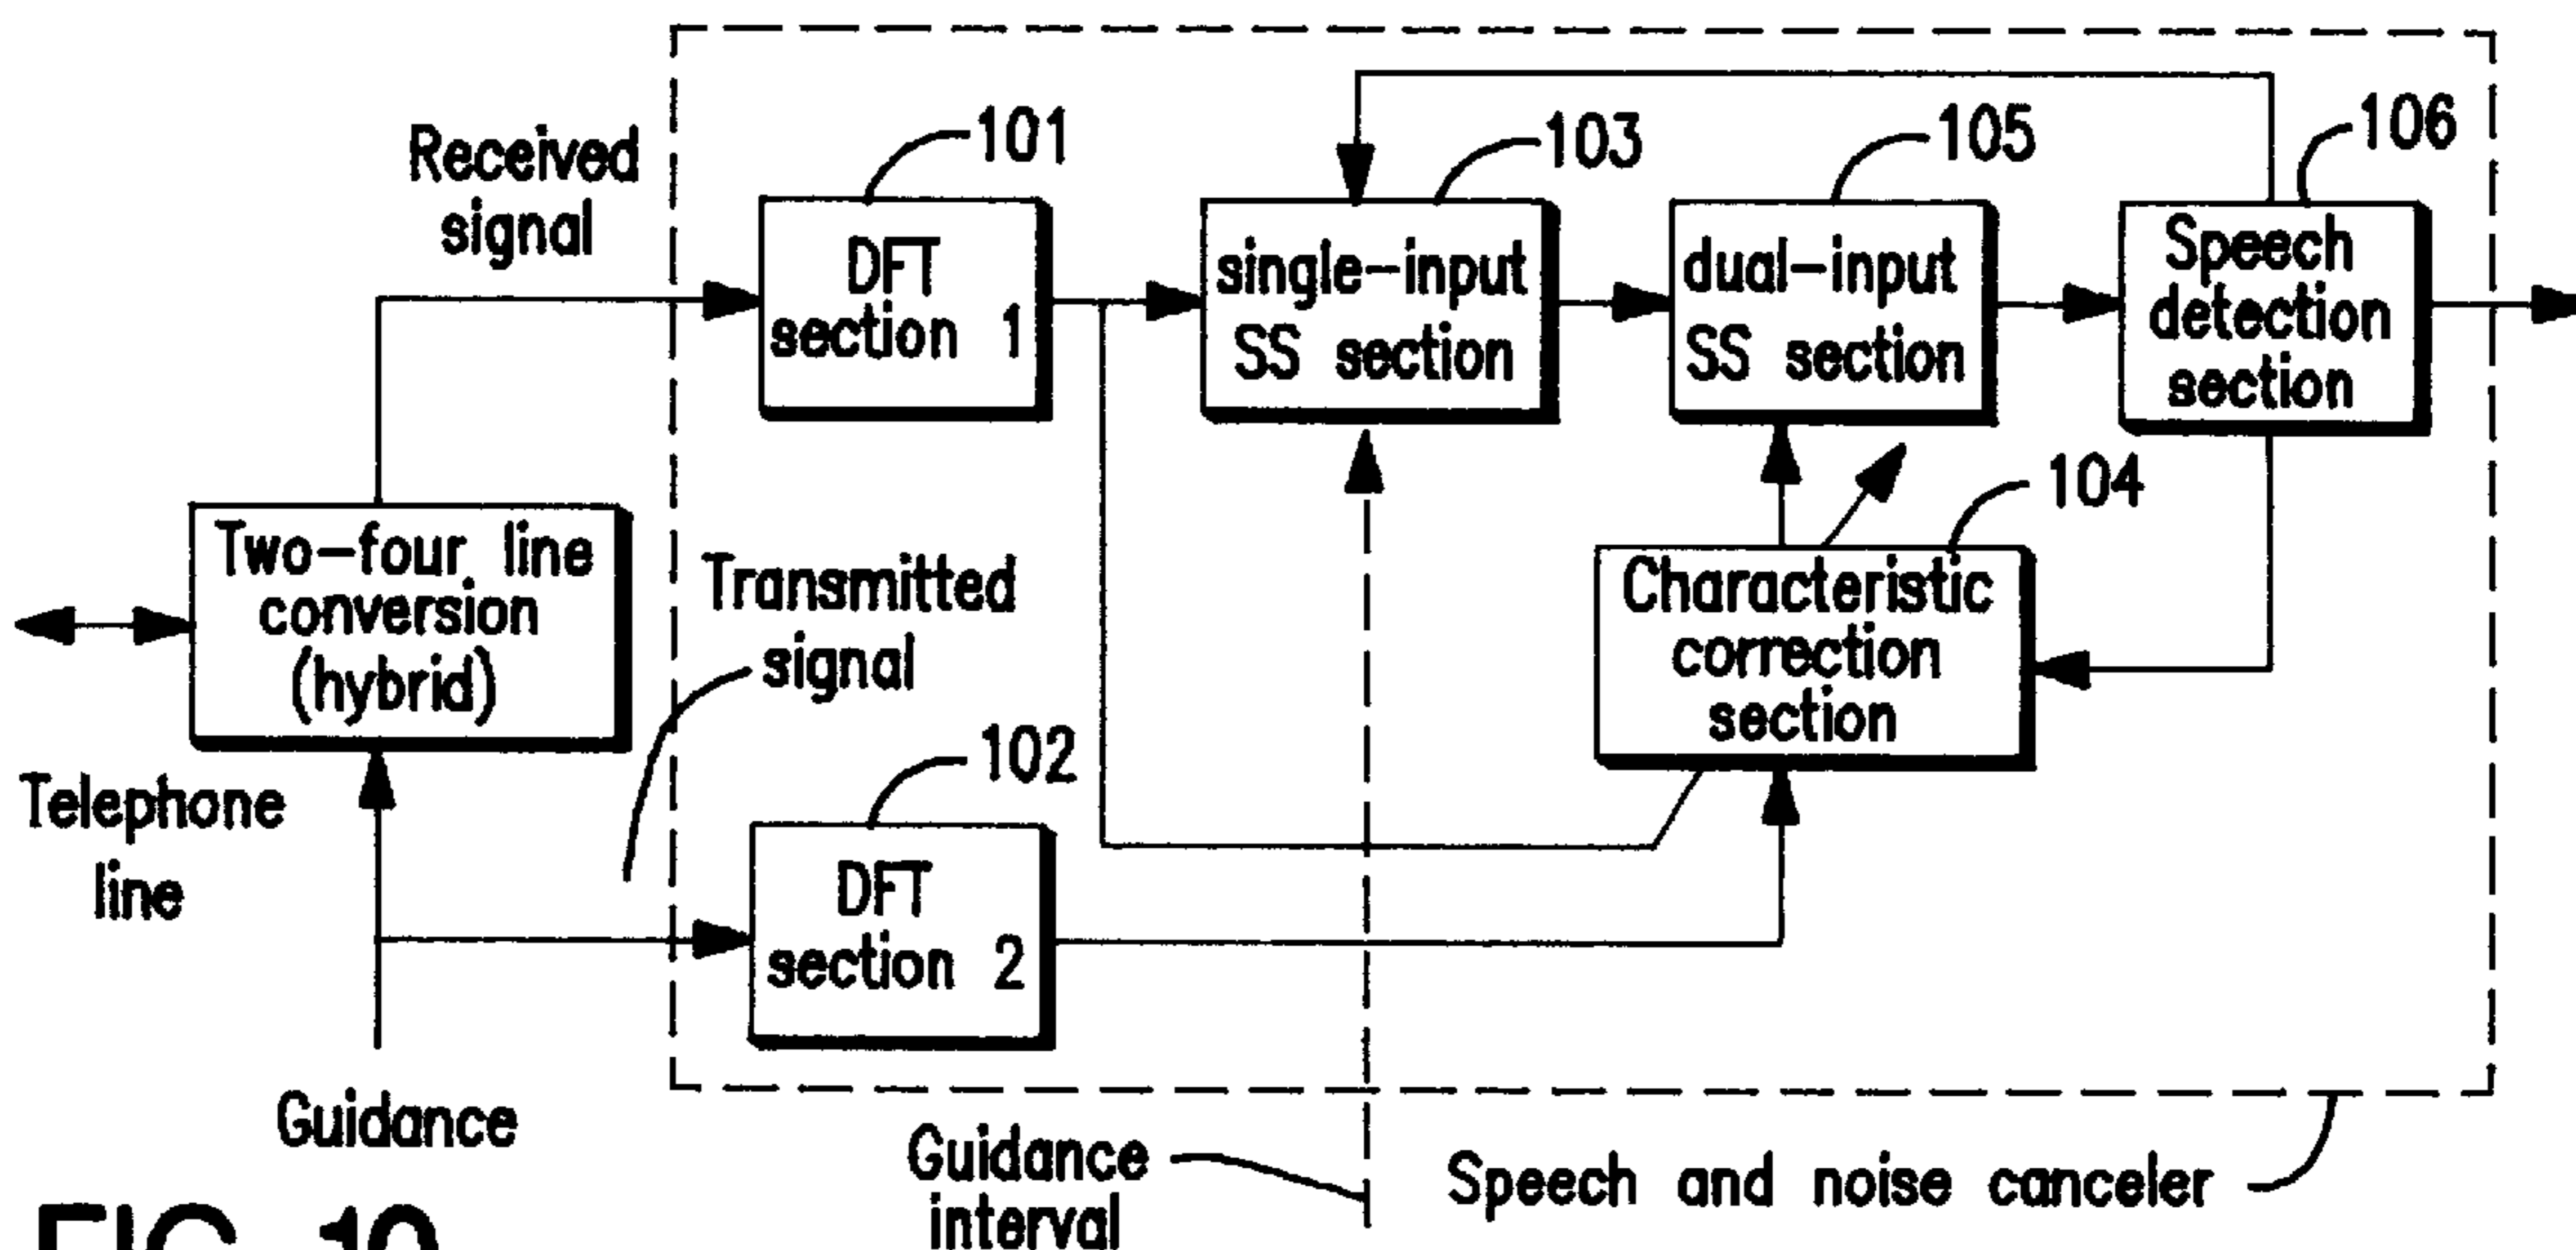 Received
signal
101
DFT
section 1
103
single-input
SS section
105
dual-input
SS section
106
Speech
detection
section
Two-four line
conversion
(hybrid)
Transmitted
signal
104
Characteristic
correction
section
Telephone
line
102
DFT
section 2
Guidance
Guidance
interval
Speech and noise canceler